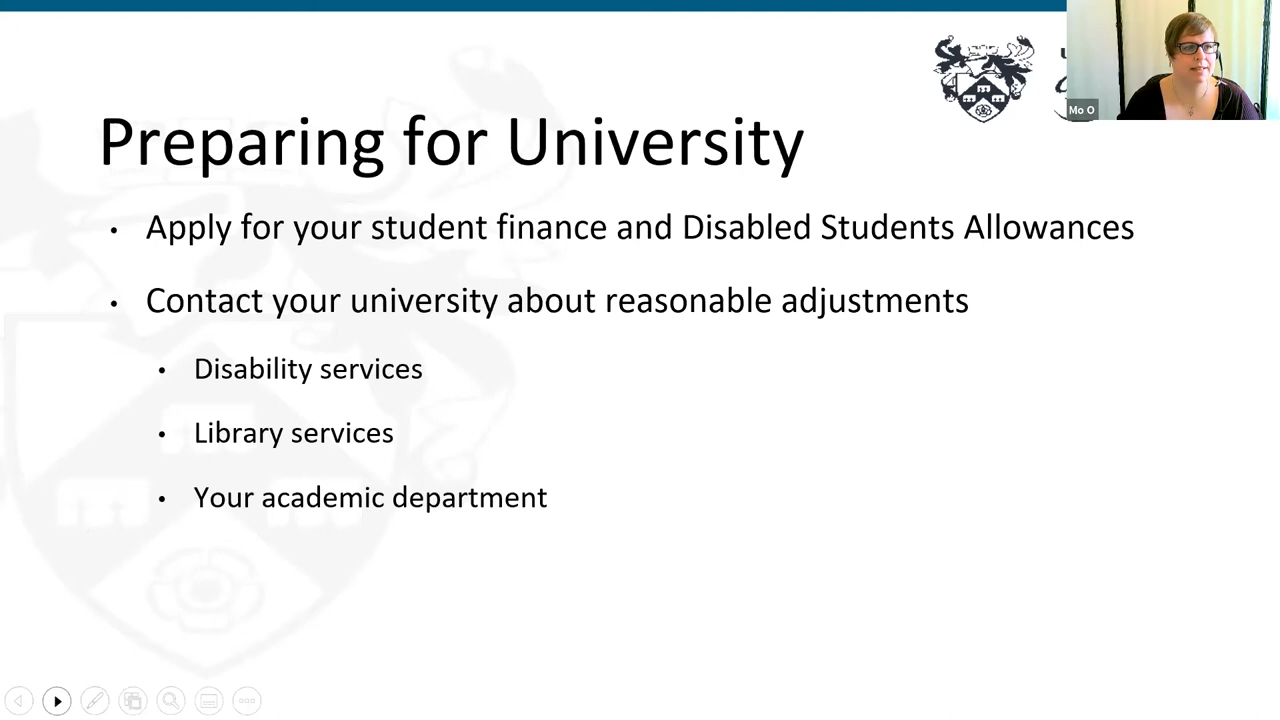 Mo O
Preparing for University
• Apply for your student finance and Disabled Students Allowances
• Contact your university about reasonable adjustments
• Disability services
• Library services
• Your academic department